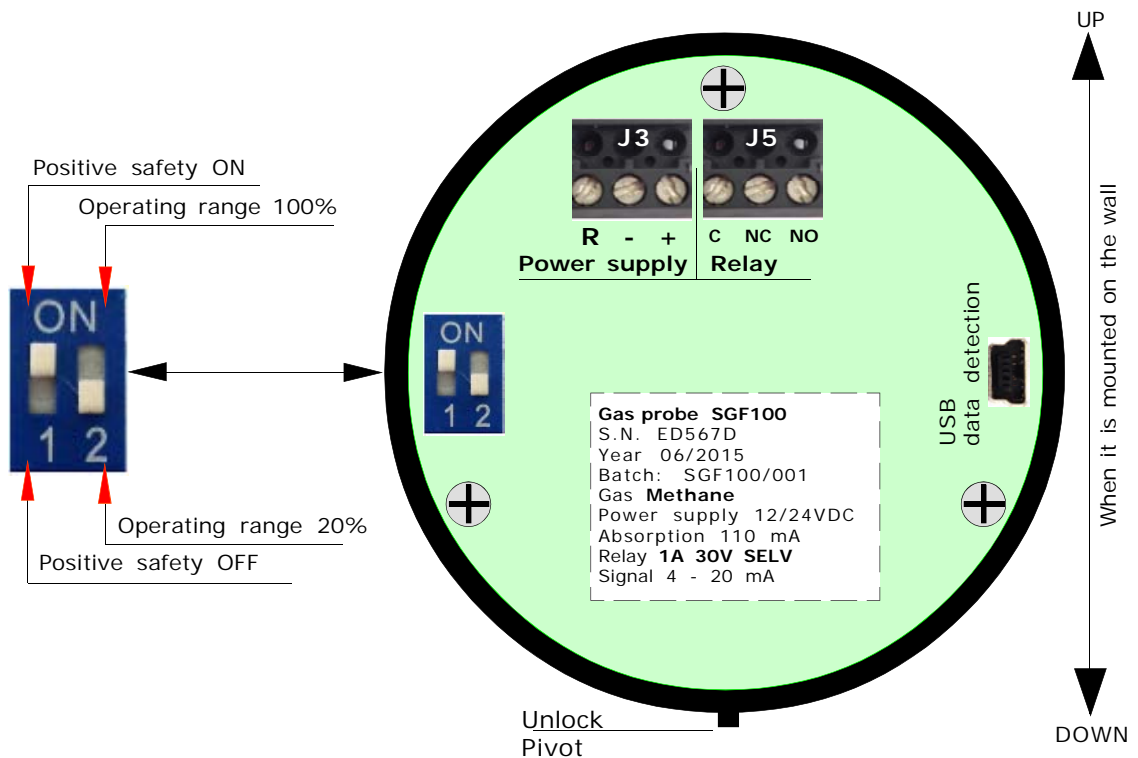 UP
J3 J5
Positive safety ON
Operating range 100%
R - + C NC NO
Power supply Relay
ON
1 2
ON
1 2
USB
data detection
When it is mounted on the wall
Gas probe SGF100
S.N. ED567D
Year 06/2015
Batch: SGF100/001
Gas Methane
Power supply 12/24VDC
Absorption 110 mA
Relay 1A 30V SELV
Signal 4 - 20 mA
Operating range 20%
Positive safety OFF
Unlock
Pivot
DOWN